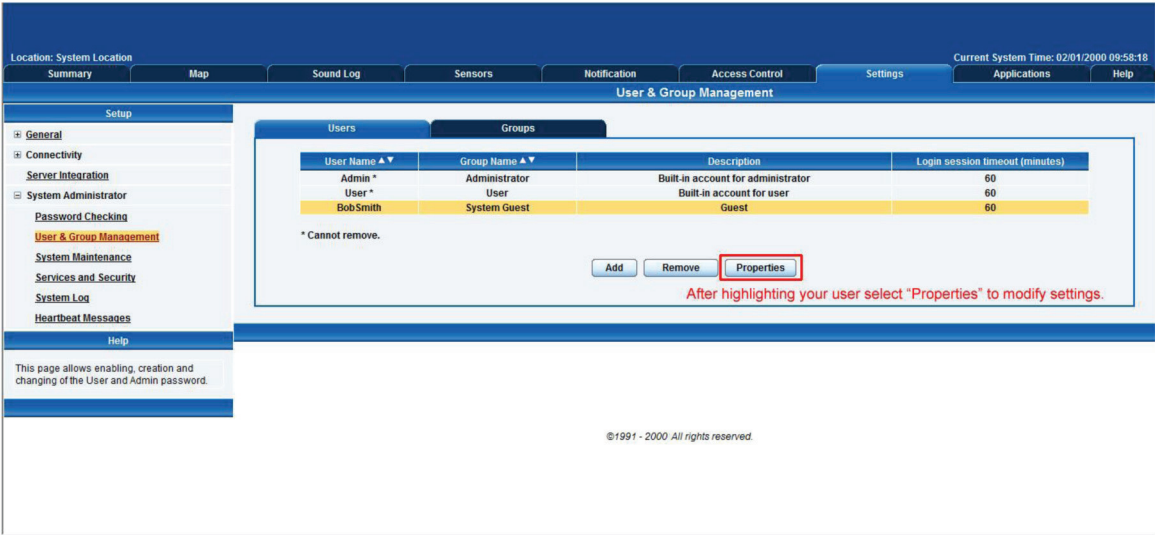 Location: System Location
Current System Time: 02/01/2000 09:58:18
Summary Map Sound Log Sensors Notification Access Control Settings Applications Help
User & Group Management
Setup
General
Connectivity
Server Integration
System Administrator
Password Checking
User & Group Management
System Maintenance
Services and Security
System Log
Heartbeat Messages
Help
This page allows enabling, creation and
changing of the User and Admin password.
Users Groups
User Name ▲▼ Group Name ▲▼ Description Login session timeout (minutes)
Admin * Administrator Built-in account for administrator 60
User * User Built-in account for user 60
BobSmith System Guest Guest 60
* Cannot remove.
Add Remove Properties
After highlighting your user select “Properties” to modify settings.
©1991 - 2000 All rights reserved.